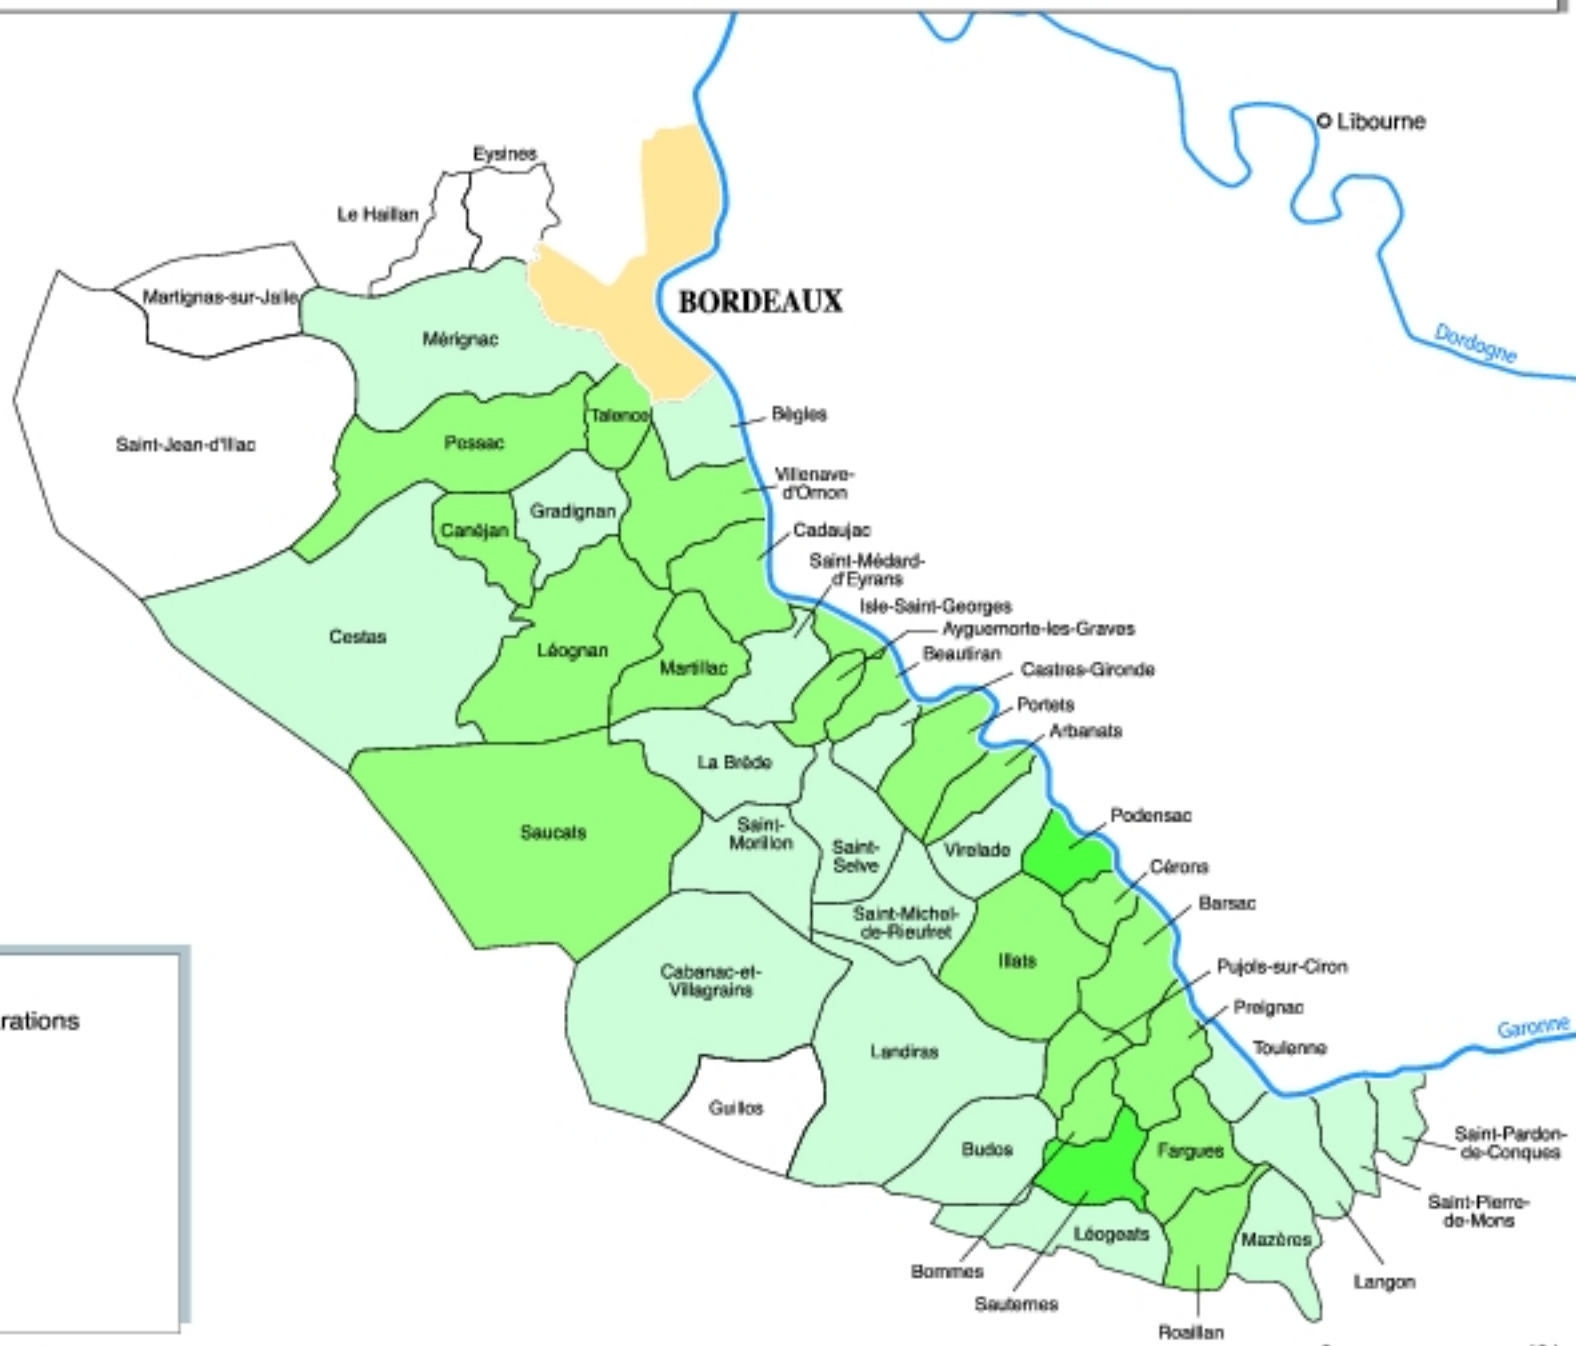 Libourne
Eysines
Le Haillan
Martignas-sur-Jalle
BORDEAUX
Mérignac
Dordogne
Saint-Jean-d'Illac
Pessac
Talence
Bègles
Villenave-
d'Ornon
Canéjan
Gradignan
Cadaujac
Saint-Médard-
d'Eyrans
Isle-Saint-Georges
Ayguemorte-les-Graves
Cestas
Léognan
Martillac
Beautiran
Castres-Gironde
Portets
Arbanats
La Brède
Saucats
Saint-
Morillon
Saint-
Selve
Virelade
Podensac
Cérons
Barsac
Saint-Michel-
de-Rieufret
Illats
Pujols-sur-Ciron
Cabanac-et-
Villagrains
Preignac
rations
Garonne
Landiras
Toulenne
Guillos
Budos
Fargues
Saint-Pardon-
de-Conques
Saint-Pierre-
de-Mons
Léogeats
Mazères
Bommes
Langon
Sauternes
Roaillan